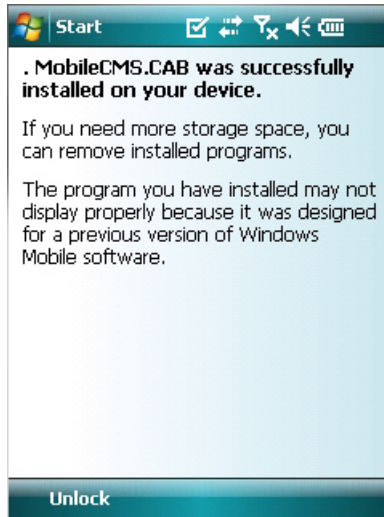 Start
. MobileCMS.CAB was successfully
installed on your device.
If you need more storage space, you
can remove installed programs.
The program you have installed may not
display properly because it was designed
for a previous version of Windows
Mobile software.
Unlock